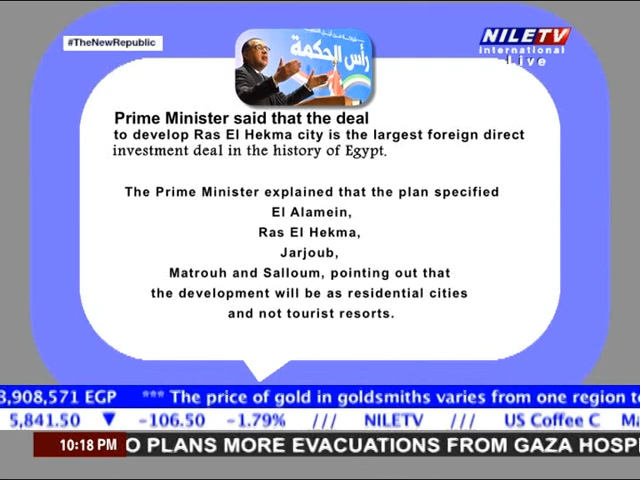 #TheNewRepublic
NILETV
international
Live
رأس الحكمة
Prime Minister said that the deal
to develop Ras El Hekma city is the largest foreign direct
investment deal in the history of Egypt.
The Prime Minister explained that the plan specified
El Alamein,
Ras El Hekma,
Jarjoub,
Matrouh and Salloum, pointing out that
the development will be as residential cities
and not tourist resorts.
3,908,571 EGP *** The price of gold in goldsmiths varies from one region to
5,841.50 ▼ -106.50 -1.79% /// NILETV /// US Coffee C Ma
10:18 PM O PLANS MORE EVACUATIONS FROM GAZA HOSP